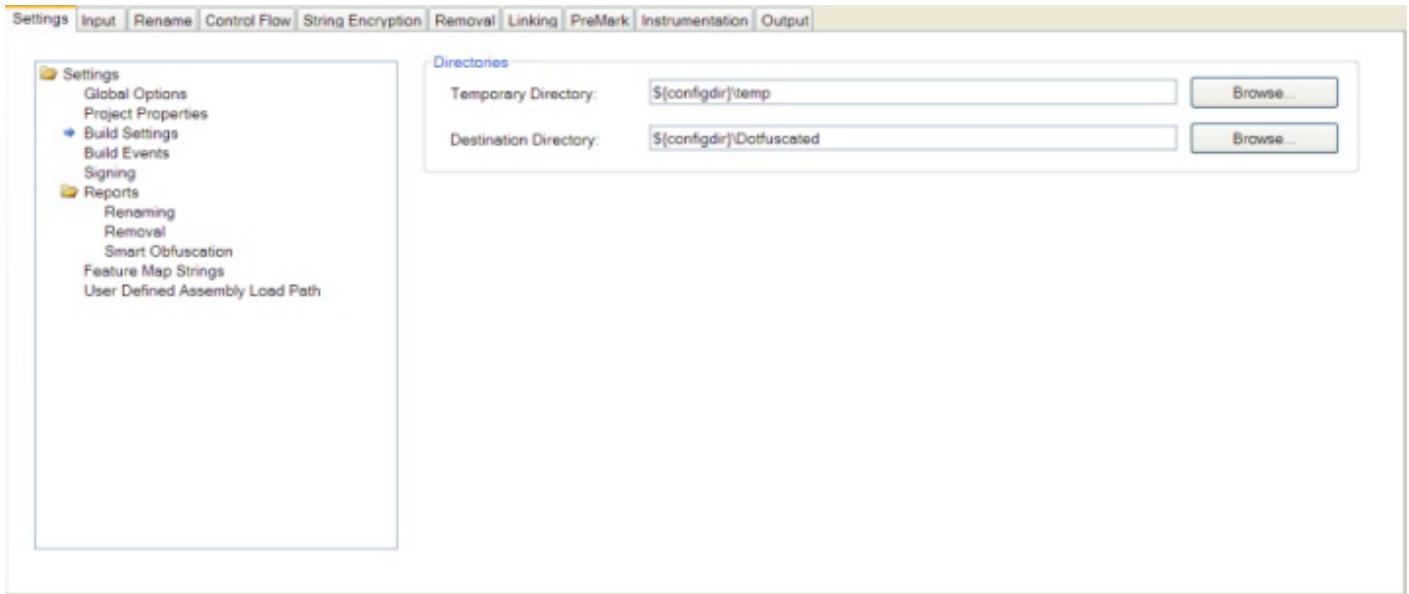 Settings Input Rename Control Flow String Encryption Removal Linking PreMark Instrumentation Output
Settings
Global Options
Project Properties
Build Settings
Build Events
Signing
Reports
Renaming
Removal
Smart Obfuscation
Feature Map Strings
User Defined Assembly Load Path
Directories
Temporary Directory: ${configdir}\temp Browse...
Destination Directory: ${configdir}\Dotfuscated Browse...